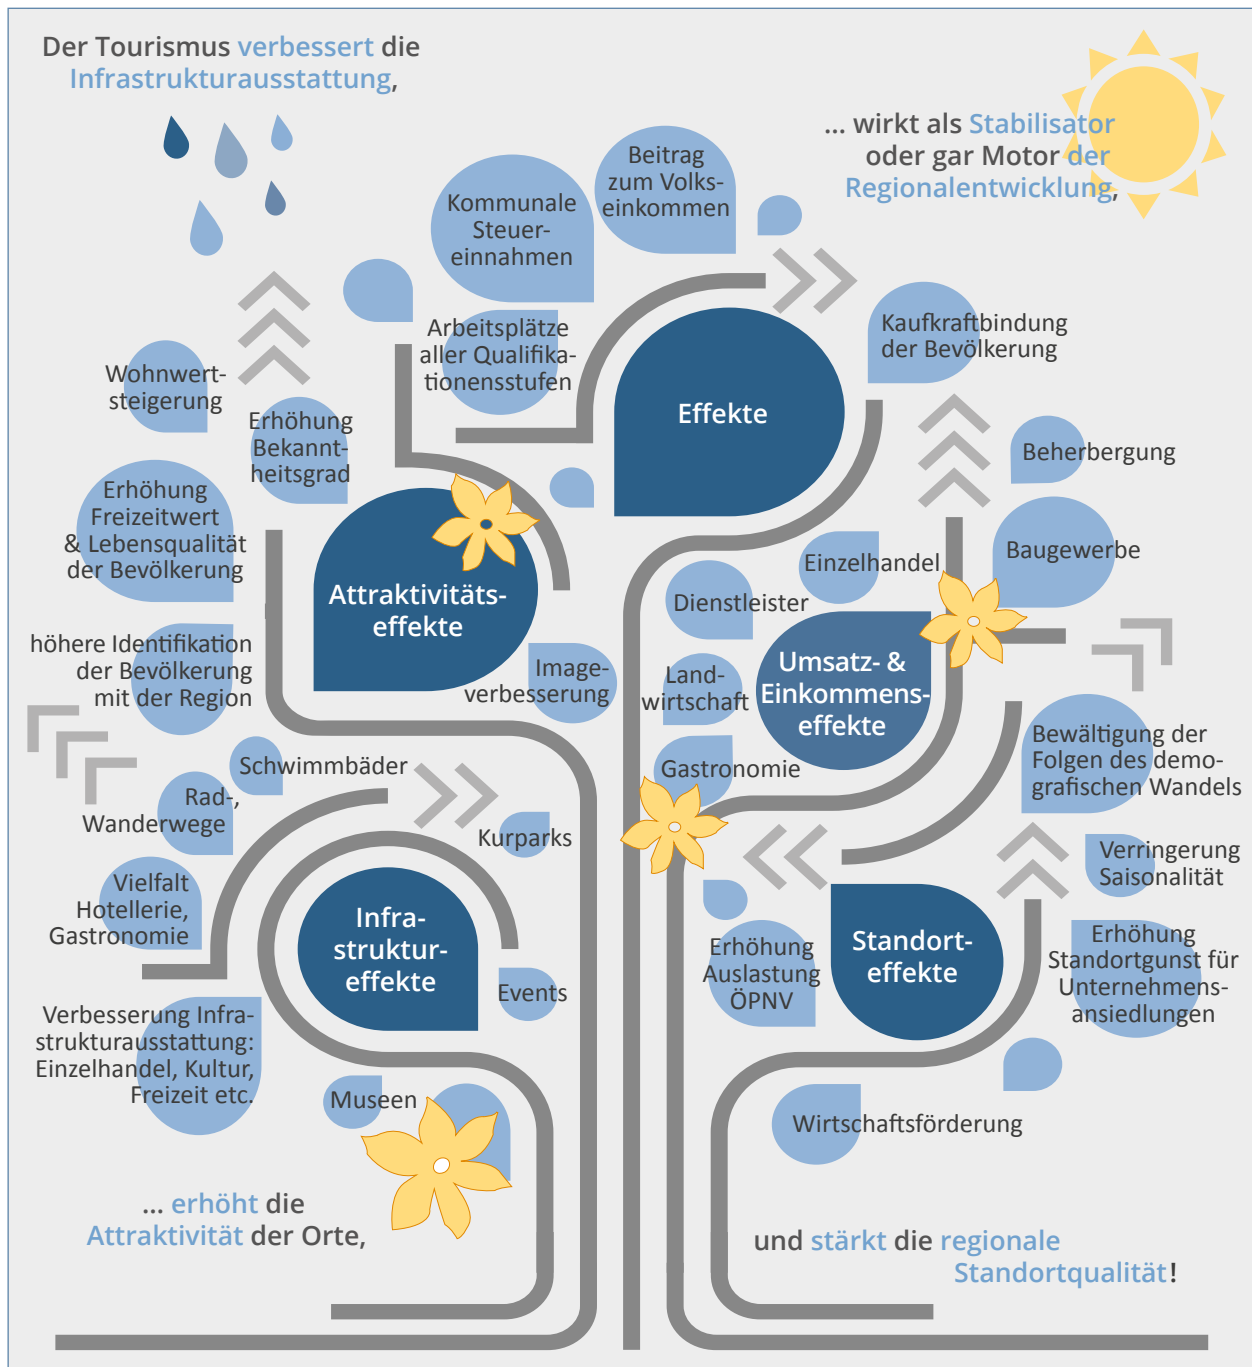 Der Tourismus verbessert die
Infrastrukturausstattung,
... wirkt als Stabilisator
oder gar Motor der
Regionalentwicklung,
Beitrag
zum Volks-
einkommen
Kommunale
Steuer-
einnahmen
Arbeitsplätze
aller Qualifika-
tionensstufen
Effekte
Kaufkraftbindung
der Bevölkerung
Wohnwert-
steigerung
Erhöhung
Bekannt-
heitsgrad
Erhöhung
Freizeitwert
& Lebensqualität
der Bevölkerung
höhere Identifikation
der Bevölkerung
mit der Region
Attraktivitäts-
effekte
Image-
verbesserung
Beherbergung
Baugewerbe
Einzelhandel
Dienstleister
Land-
wirtschaft
Gastronomie
Umsatz- &
Einkommens-
effekte
Schwimmbäder
Rad-,
Wanderwege
Vielfalt
Hotellerie,
Gastronomie
Verbesserung Infra-
strukturausstattung:
Einzelhandel, Kultur,
Freizeit etc.
Infra-
struktur-
effekte
Kurparks
Events
Museen
Bewältigung der
Folgen des demo-
grafischen Wandels
Verringerung
Saisonalität
Erhöhung
Standortgunst für
Unternehmens-
ansiedlungen
Standort-
effekte
Erhöhung
Auslastung
ÖPNV
Wirtschaftsförderung
... erhöht die
Attraktivität der Orte,
und stärkt die regionale
Standortqualität!